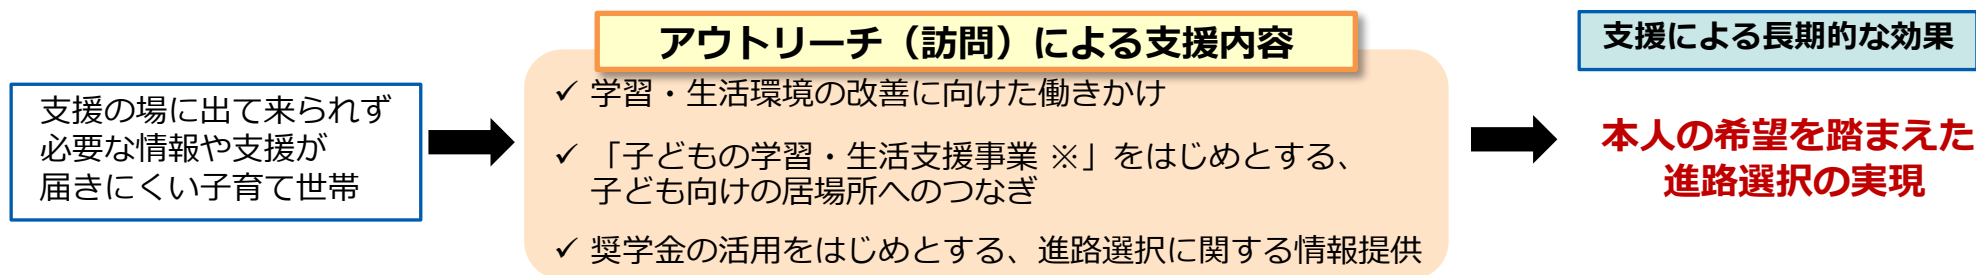 支援の場に出て来られず
必要な情報や支援が
届きにくい子育て世帯
アウトリーチ（訪問）による支援内容
✓ 学習・生活環境の改善に向けた働きかけ
✓ 「子どもの学習・生活支援事業 ※」をはじめとする、
子ども向けの居場所へのつなぎ
✓ 奨学金の活用をはじめとする、進路選択に関する情報提供
支援による長期的な効果
本人の希望を踏まえた
進路選択の実現